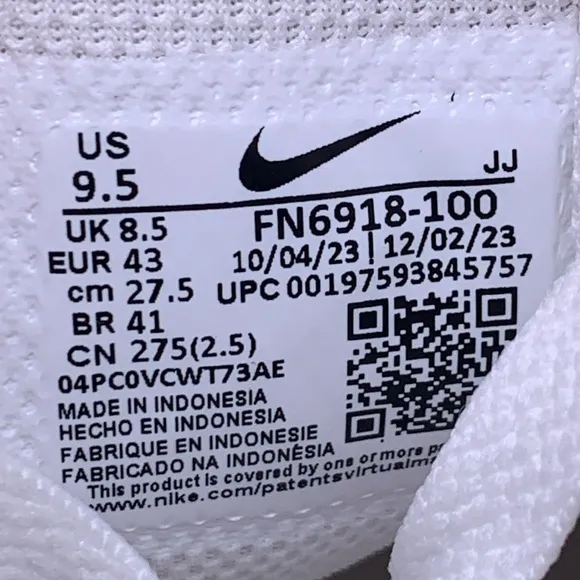 US
9.5
JJ
UK 8.5
FN6918-100
EUR 43
10/04/23 | 12/02/23
cm 27.5
UPC 00197593845757
BR 41
CN 275(2.5)
04PC0VCWT73AE
MADE IN INDONESIA
HECHO EN INDONESIA
FABRIQUE EN INDONESIE
FABRICADO NA INDONÉSIA
This product is covered by one or more
www.nike.com/patentsvirtualma